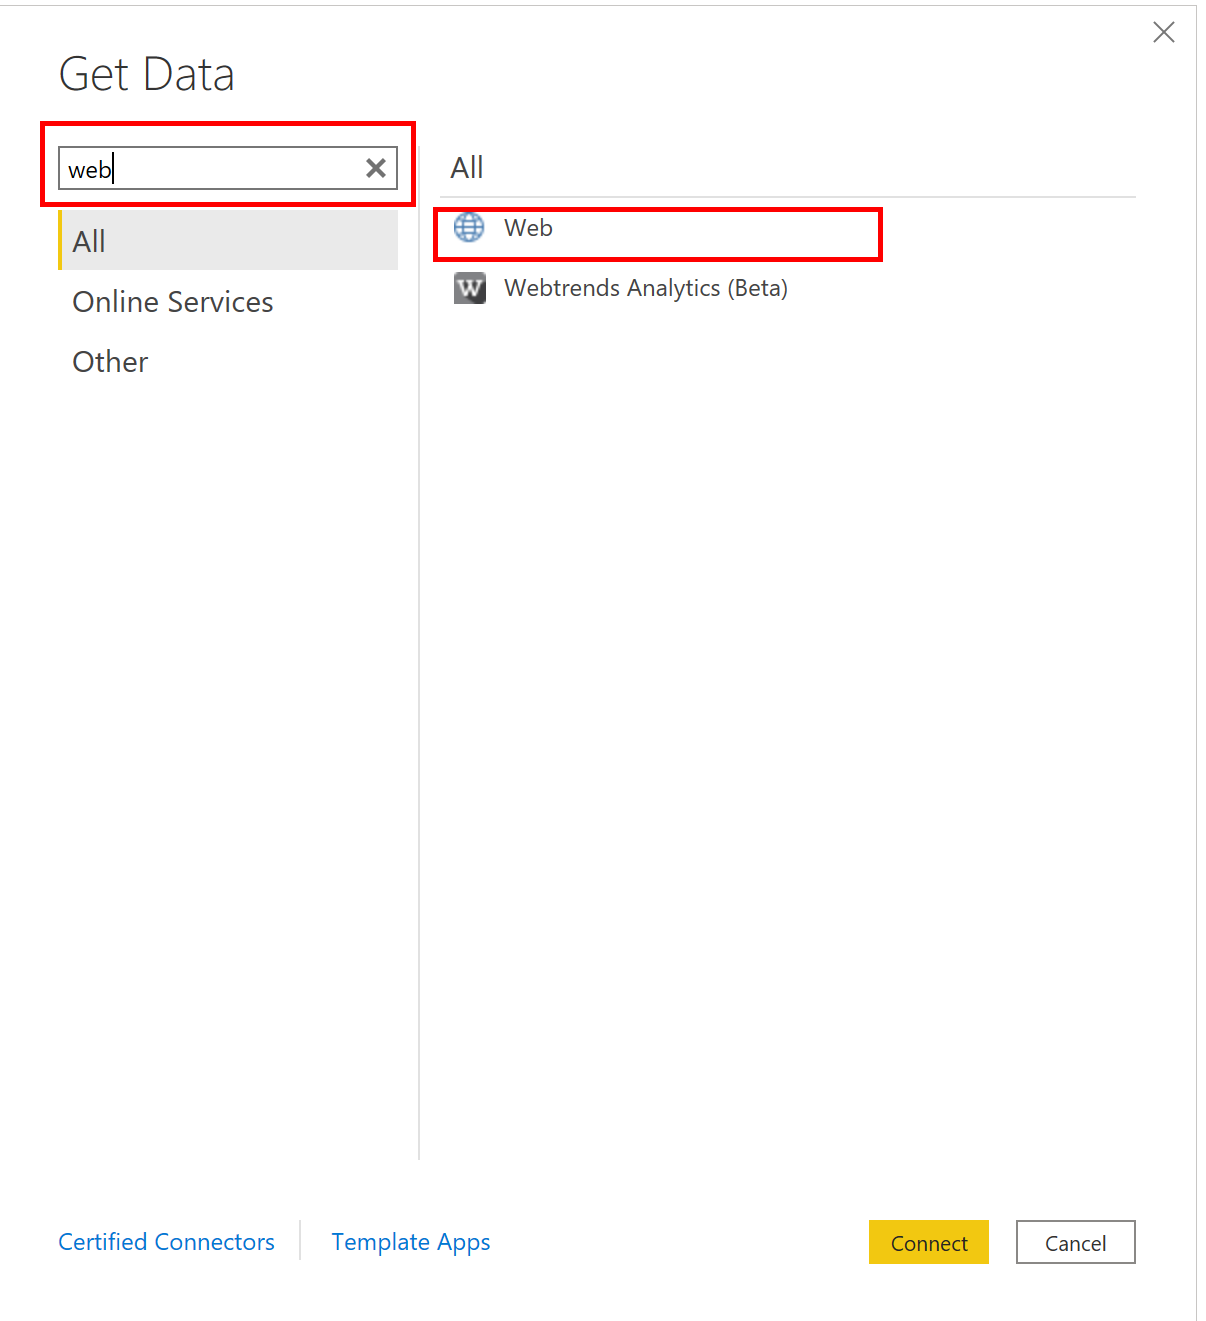 Get Data
web
All
Online Services
Other
All
Web
W Webtrends Analytics (Beta)
Certified Connectors
Template Apps
Connect
Cancel